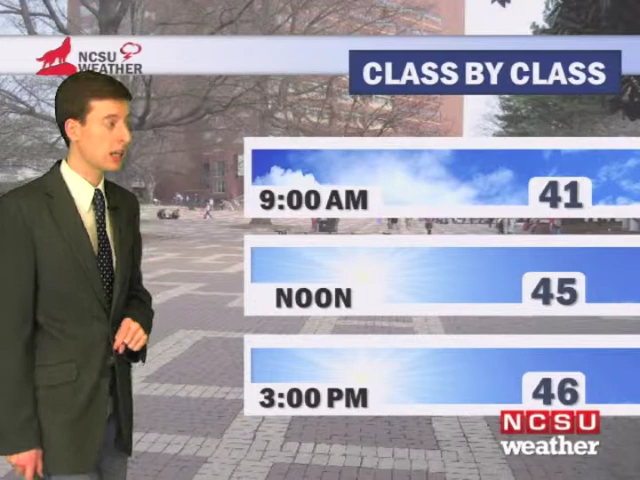 NCSU
WEATHER
CLASS BY CLASS
9:00 AM
41
NOON
45
3:00 PM
46
NCSU
weather